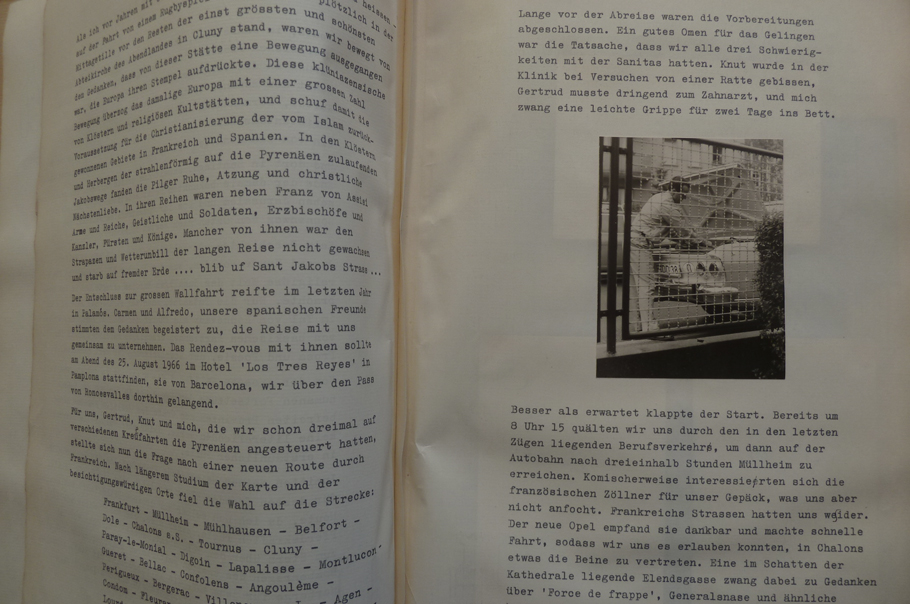 Als ich vor Jahren mit
auf der Fahrt von einem Rugbyspiel
Mittagstille vor den Resten der einst grössten und schönsten
Abteikirche des Abendlandes in Cluny stand, waren wir bewegt von
dem Gedanken, dass von dieser Stätte eine Bewegung ausgegangen
war, die Europa ihren Stempel aufdrückte. Diese kluniazensische
Bewegung überzog das damalige Europa mit einer grossen Zahl
von Klöstern und religiösen Kultstätten, und schuf damit die
Voraussetzung für die Christianisierung der vom Islam zurück-
gewonnenen Gebiete in Frankreich und Spanien. In den Klöstern
und Herbergen der strahlenförmig auf die Pyrenäen zulaufenden
Jakobswege fanden die Pilger Ruhe, Atzung und christliche
Nächstenliebe. In ihren Reihen waren neben Franz von Assisi
Arme und Reiche, Geistliche und Soldaten, Erzbischöfe und
Kanzler, Fürsten und Könige. Mancher von ihnen war den
Strapazen und Wetterunbill der langen Reise nicht gewachsen
und starb auf fremder Erde .... blib uf Sant Jakobs Strass ...
Der Entschluss zur grossen Wallfahrt reifte im letzten Jahr
in Palamós. Carmen und Alfredo, unsere spanischen Freunde
stimmten den Gedanken begeistert zu, die Reise mit uns
gemeinsam zu unternehmen. Das Rendez-vous mit ihnen sollte
am Abend des 25. August 1966 im Hotel 'Los Tres Reyes' in
Pamplona stattfinden, sie von Barcelona, wir über den Pass
von Roncesvalles dorthin gelangend.
Für uns, Gertrud, Knut und mich, die wir schon dreimal auf
verschiedenen Kreufahrten die Pyrenäen angesteuert hatten,
stellte sich nun die Frage nach einer neuen Route durch
Frankreich. Nach längerem Studium der Karte und der
besichtigungswürdigen Orte fiel die Wahl auf die Strecke:
Frankfurt - Müllheim - Mühlhausen - Belfort -
Dole - Chalons s.S. - Tournus - Cluny -
Paray-le-Monial - Digoin - Lapalisse - Montlucon-
Gueret - Bellac - Confolens - Angoulême -
Perigueux - Bergerac - Agen -
Condom -
Lange vor der Abreise waren die Vorbereitungen
abgeschlossen. Ein gutes Omen für das Gelingen
war die Tatsache, dass wir alle drei Schwierig-
keiten mit der Sanitas hatten. Knut wurde in der
Klinik bei Versuchen von einer Ratte gebissen,
Gertrud musste dringend zum Zahnarzt, und mich
zwang eine leichte Grippe für zwei Tage ins Bett.
Besser als erwartet klappte der Start. Bereits um
8 Uhr 15 quälten wir uns durch den in den letzten
Zügen liegenden Berufsverkehr, um dann auf der
Autobahn nach dreieinhalb Stunden Müllheim zu
erreichen. Komischerweise interessierten sich die
französischen Zöllner für unser Gepäck, was uns aber
nicht anfocht. Frankreichs Strassen hatten uns wieder.
Der neue Opel empfand sie dankbar und machte schnelle
Fahrt, sodass wir uns es erlauben konnten, in Chalons
etwas die Beine zu vertreten. Eine im Schatten der
Kathedrale liegende Elendsgasse zwang dabei zu Gedanken
über 'Force de frappe', Generalsnase und ähnliche